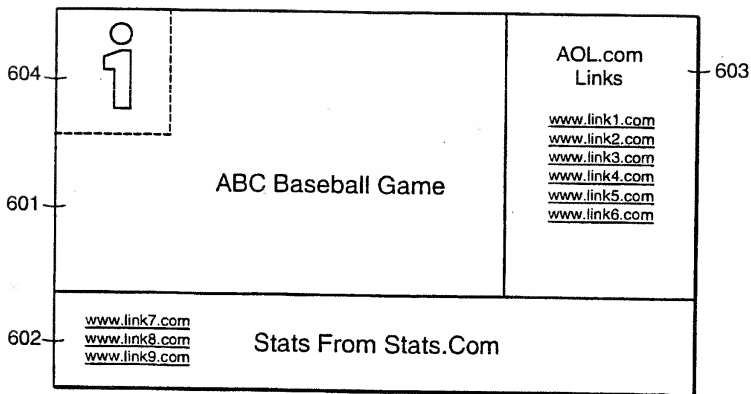 604
i
AOL.com
Links
603
www.link1.com
www.link2.com
www.link3.com
www.link4.com
www.link5.com
www.link6.com
ABC Baseball Game
601
602
www.link7.com
www.link8.com
www.link9.com
Stats From Stats.Com